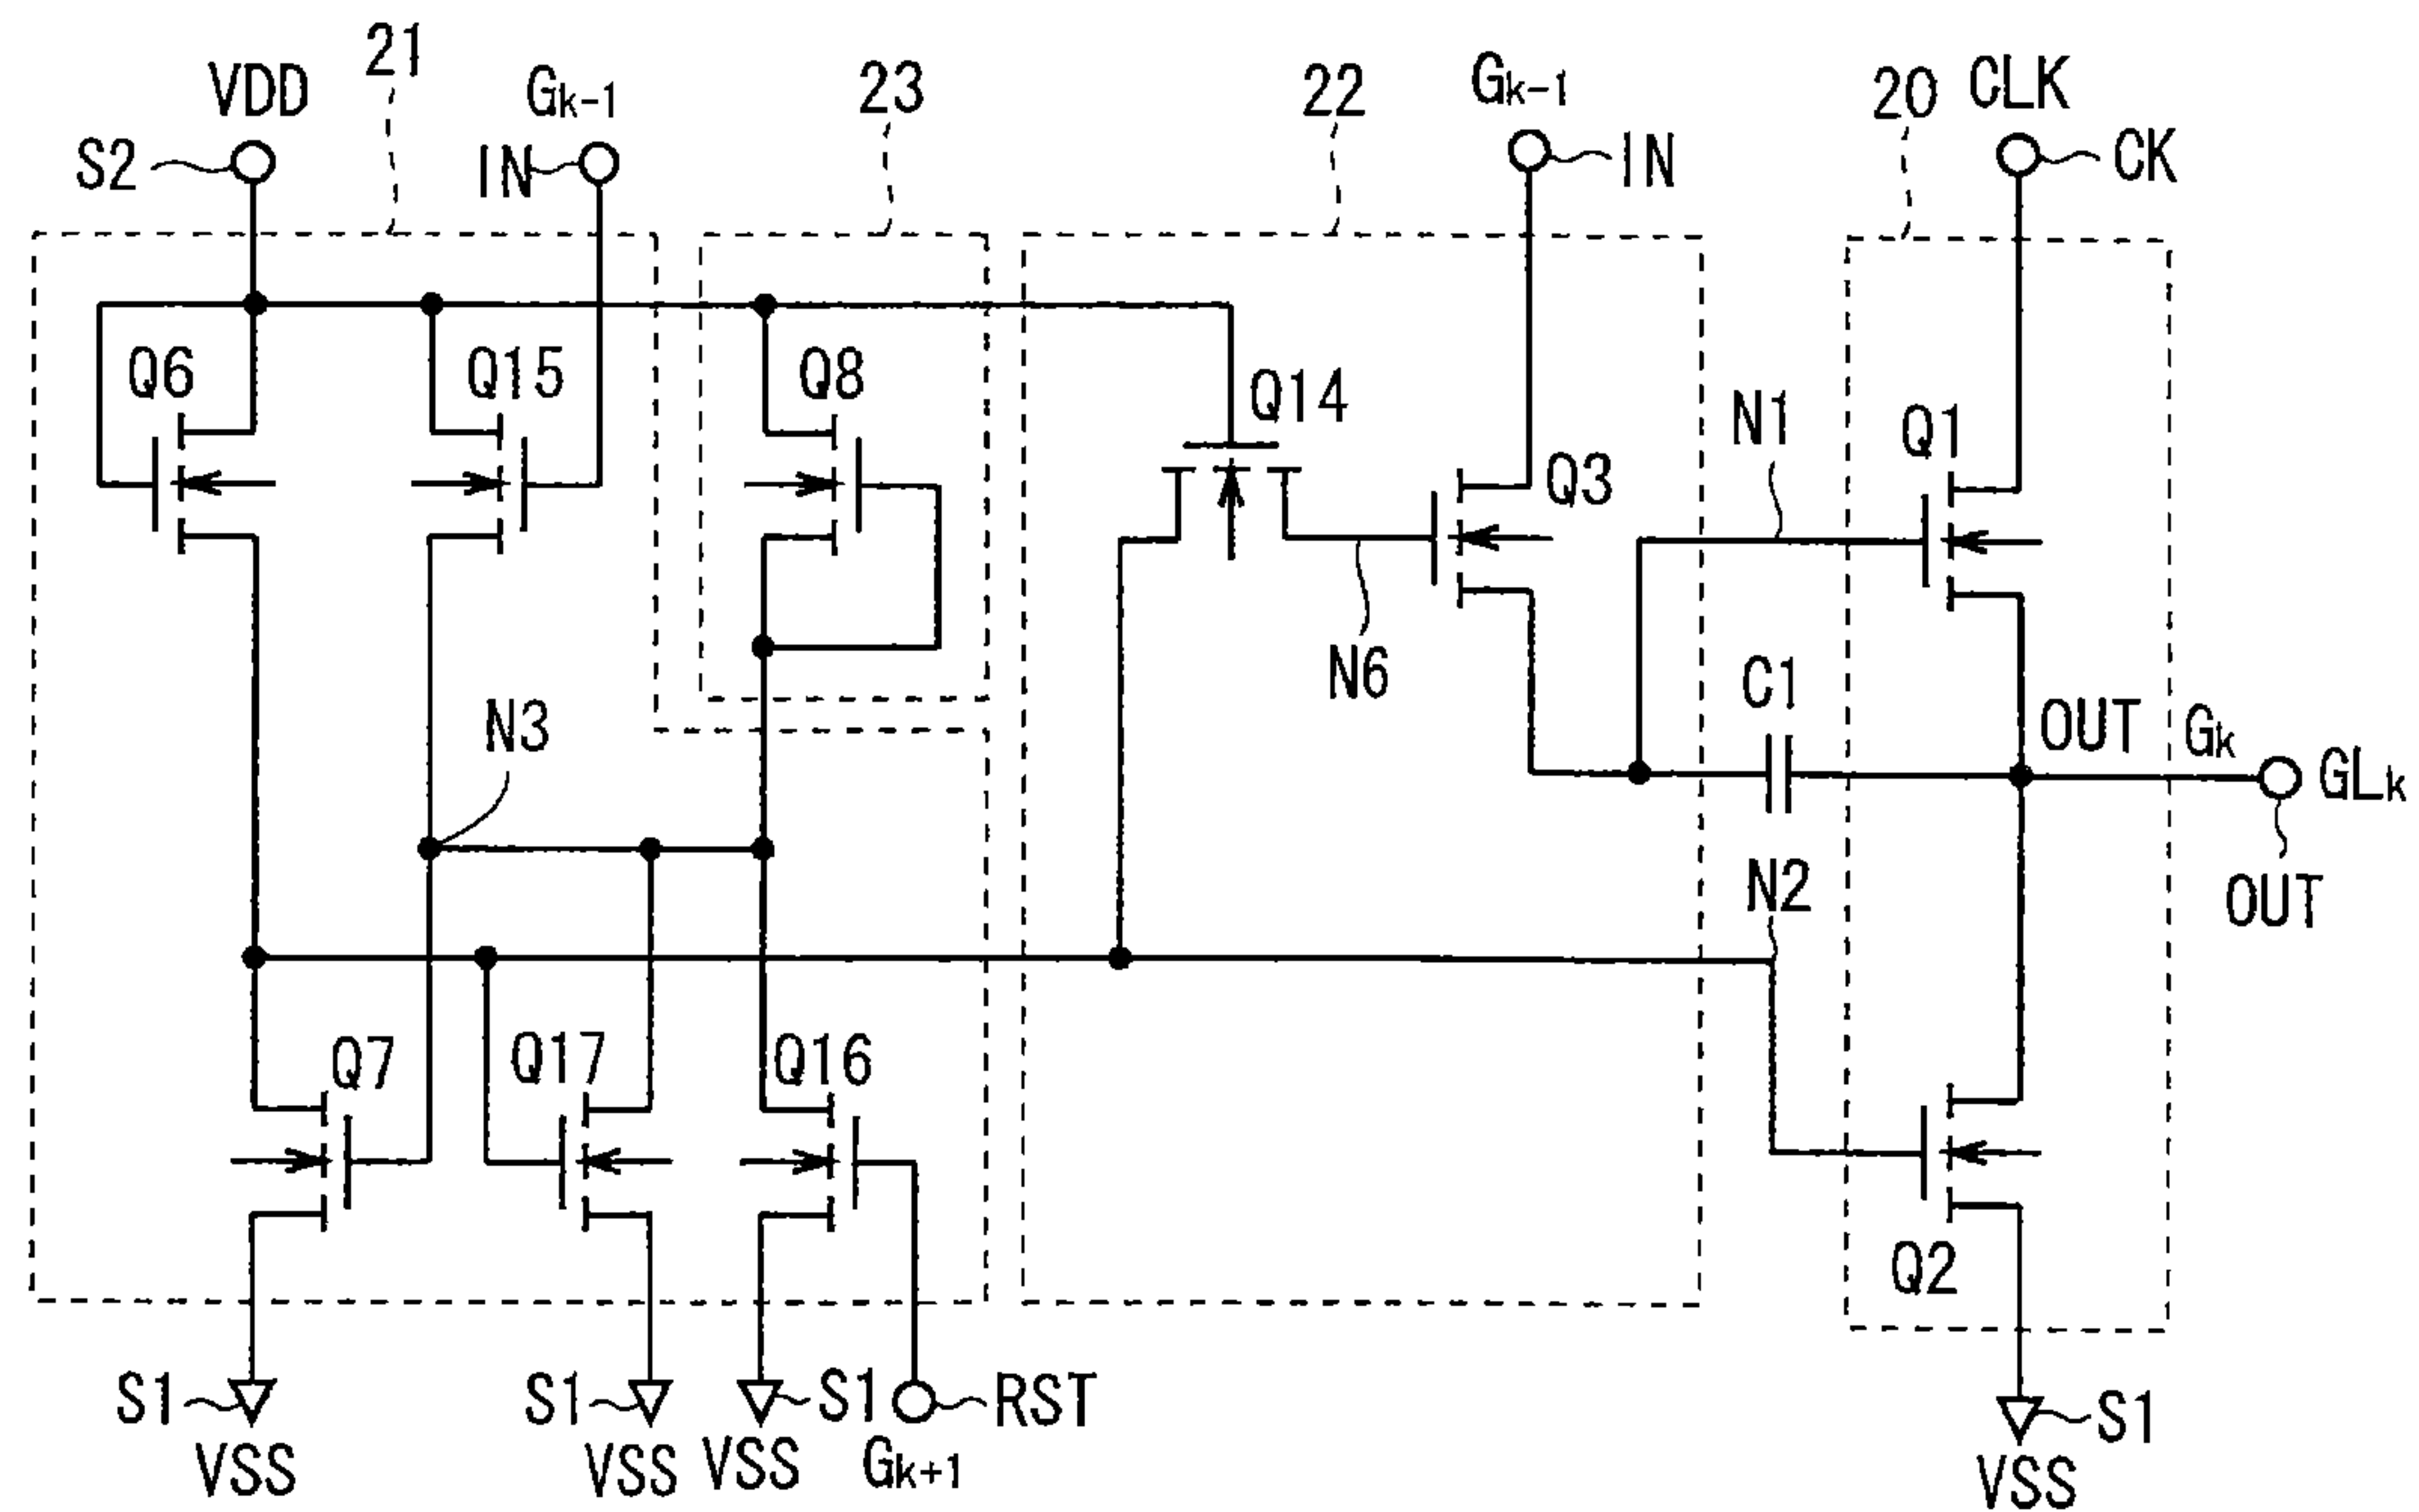 21
VDD
Gk-1
23
22
Gk-1
20
CLK
S2
IN
IN
CK
Q6
Q15
Q8
Q14
Q3
N1
Q1
N6
C1
N3
OUT
Gk
GLk
N2
OUT
Q7
Q17
Q16
Q2
S1
S1
S1
RST
S1
VSS
VSS
VSS
Gk+1
VSS